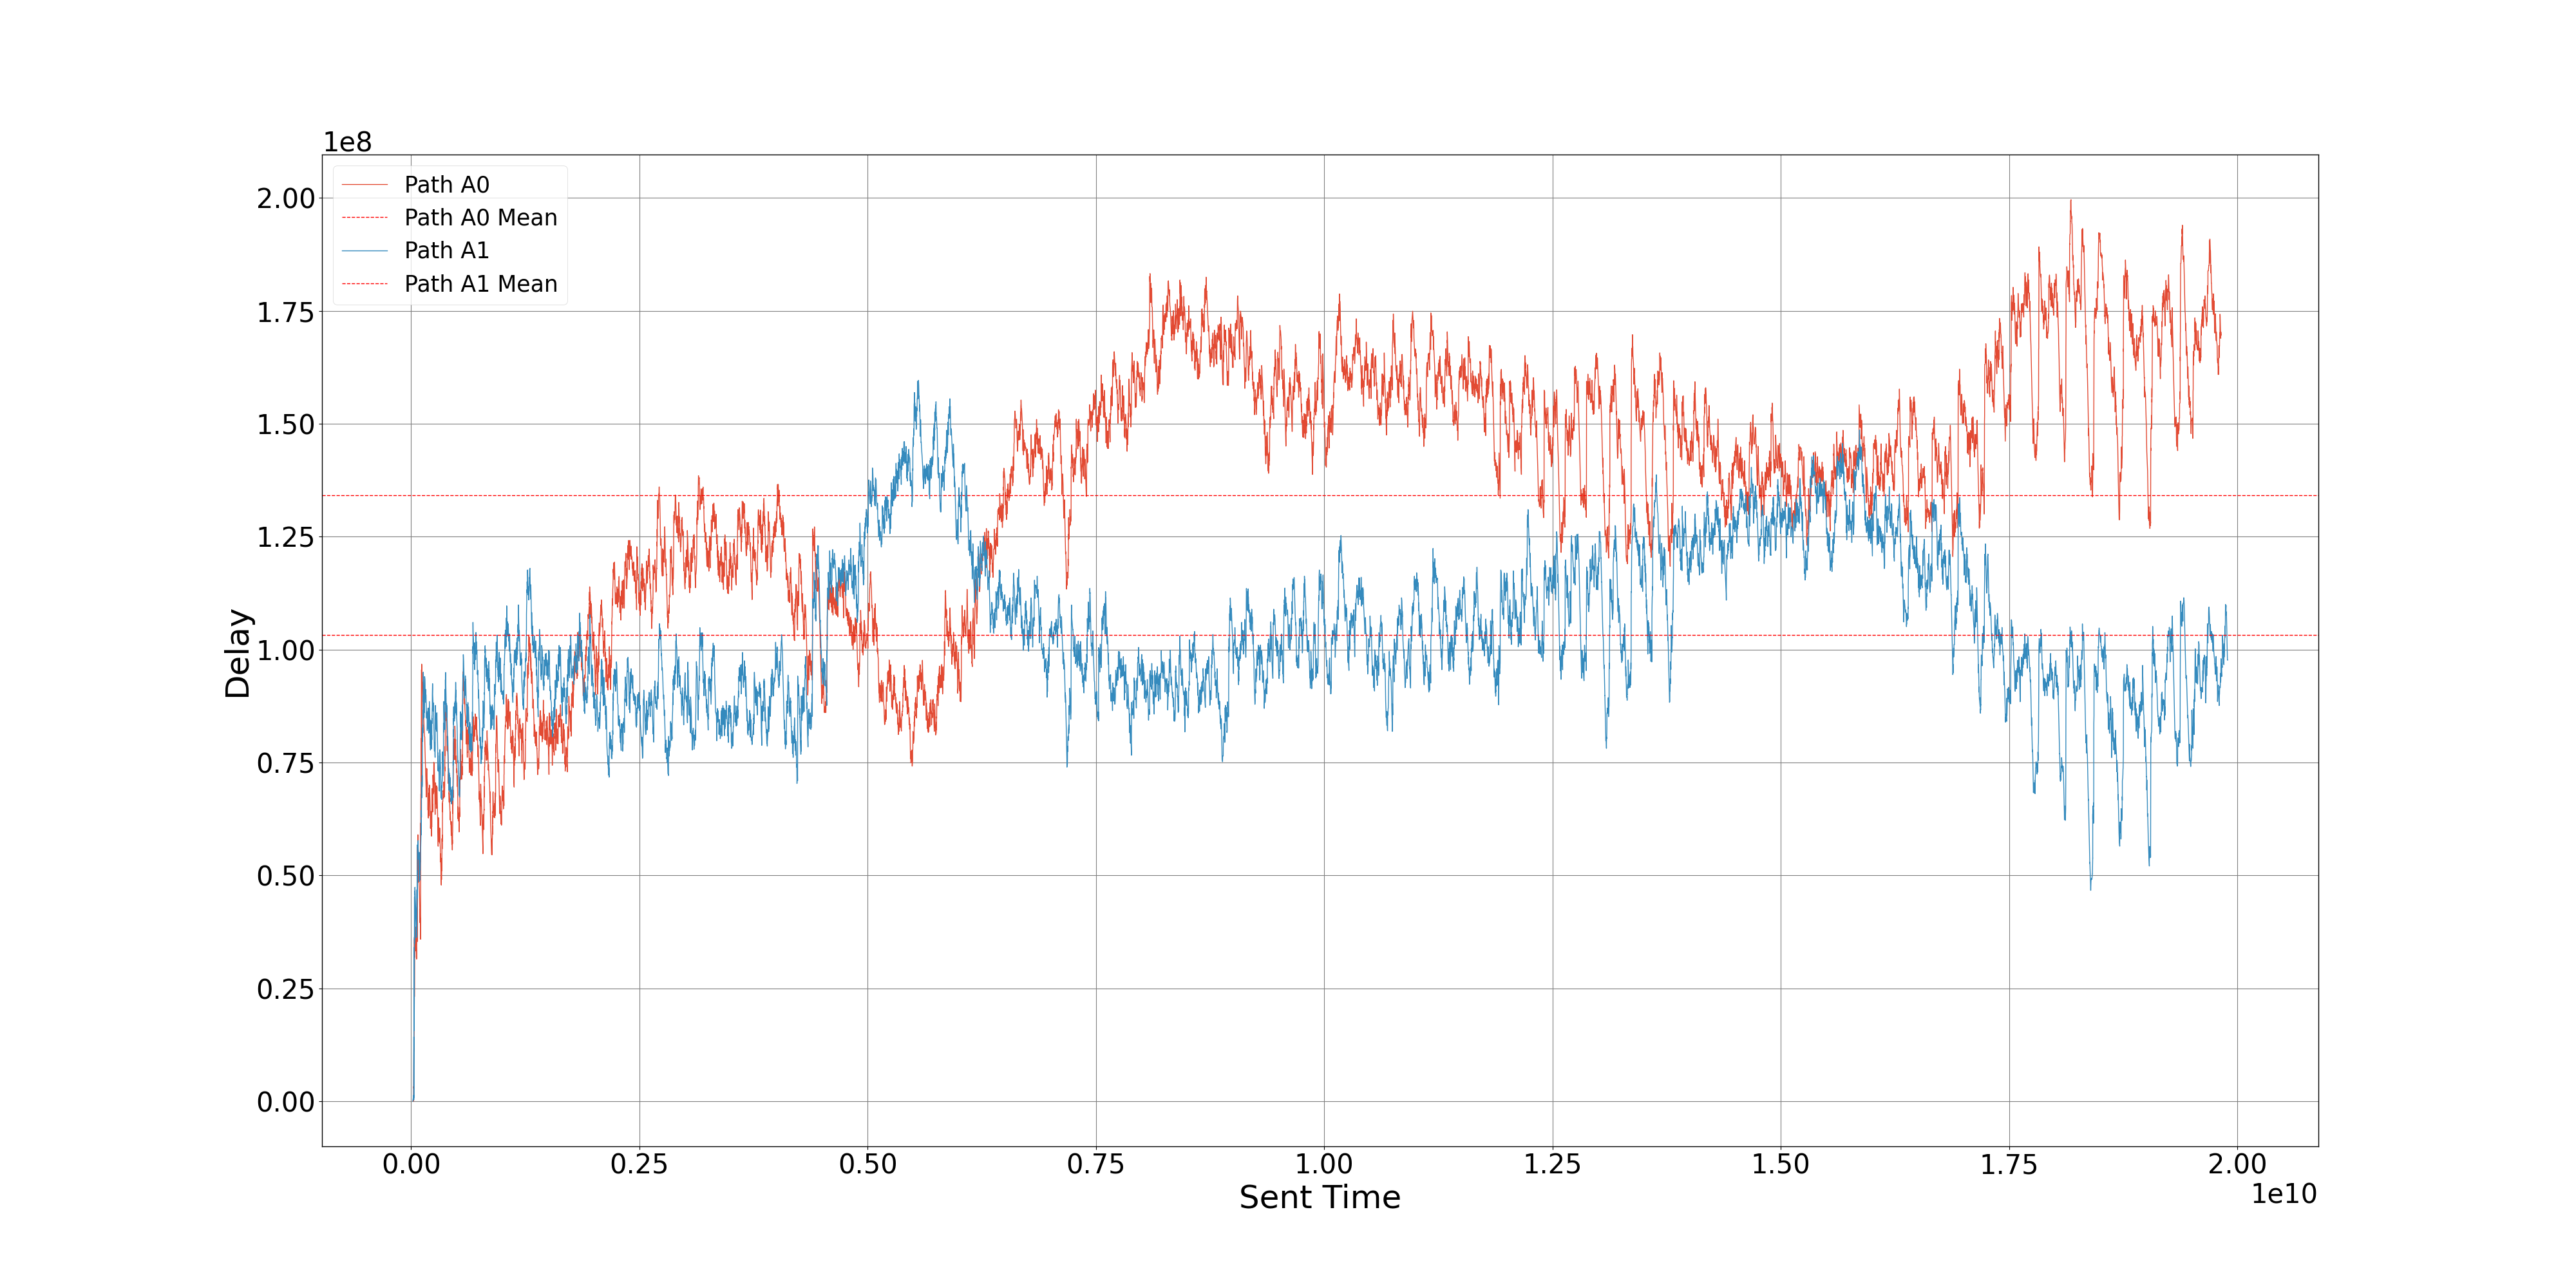 1e8
Path A0
Path A0 Mean
Path A1
Path A1 Mean
2.00
1.75
1.50
1.25
1.00
0.75
0.50
0.25
0.00
Delay
0.00 0.25 0.50 0.75 1.00 1.25 1.50 1.75 2.00
1e10
Sent Time